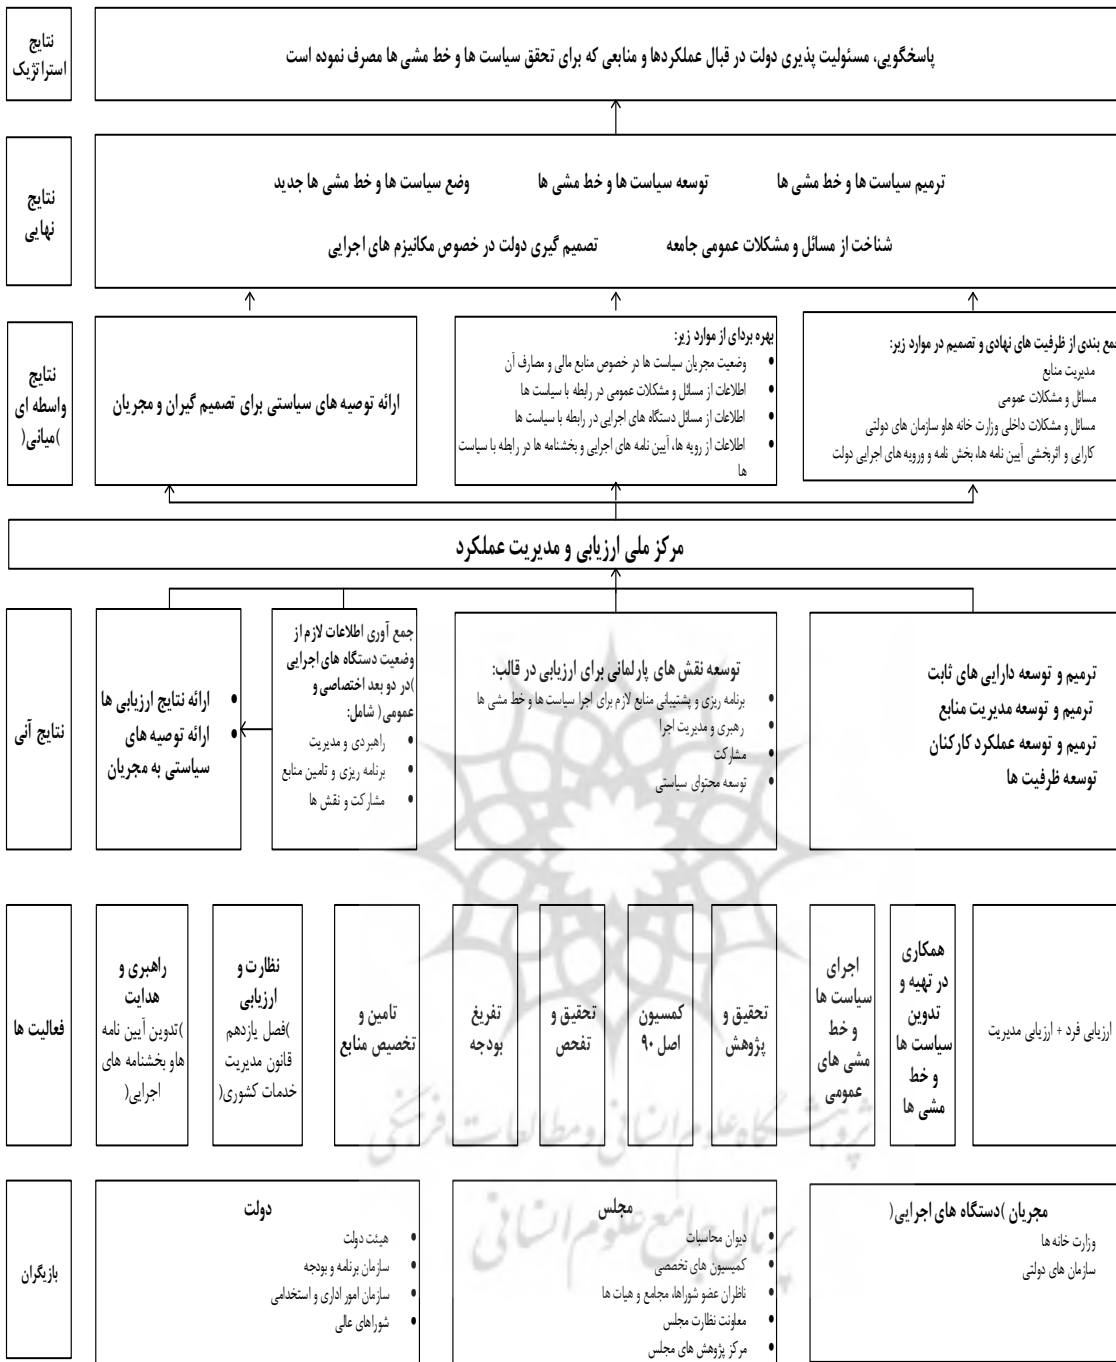 نتایج
استراتژیک
پاسخگویی، مسئولیت پذیری دولت در قبال عملکردها و منابعی که برای تحقق سیاست ها و خط مشی ها مصرف نموده است
نتایج
نهایی
ترمیم سیاست ها و خط مشی ها
توسعه سیاست ها و خط مشی ها
وضع سیاست ها و خط مشی ها جدید
شناخت از مسائل و مشکلات عمومی جامعه
تصمیم گیری دولت در خصوص مکانیزم های اجرایی
نتایج
واسطه ای
)میانی(
مع بندی از ظرفیت های نهادی و تصمیم در موارد زیر:
مدیریت منابع
مسائل و مشکلات عمومی
مسائل و مشکلات داخلی وزارت خانه هاو سازمان های دولتی
کارایی و اثربخشی آیین نامه ها، بخش نامه و ورویه های اجرایی دولت
بهره بردای از موارد زیر:
• وضعیت مجریان سیاست ها در خصوص منابع مالی و مصارف آن
• اطلاعات از مسائل و مشکلات عمومی در رابطه با سیاست ها
• اطلاعات از مسائل دستگاه های اجرایی در رابطه با سیاست ها
• اطلاعات از رویه ها، آیین نامه های اجرایی و بخشنامه ها در رابطه با سیاست
ها
ارائه توصیه های سیاستی برای تصمیم گیران و مجریان
مرکز ملی ارزیابی و مدیریت عملکرد
نتایج آنی
ترمیم و توسعه دارایی های ثابت
ترمیم و توسعه مدیریت منابع
ترمیم و توسعه عملکرد کارکنان
توسعه ظرفیت ها
توسعه نقش های پارلمانی برای ارزیابی در قالب:
• برنامه ریزی و پشتیبانی منابع لازم برای اجرا سیاست ها و خط مشی ها
• رهبری و مدیریت اجرا
• مشارکت
• توسعه محتوای سیاستی
جمع آوری اطلاعات لازم از
وضعیت دستگاه های اجرایی
)در دو بعد اختصاصی و
عمومی( شامل:
• راهبردی و مدیریت
• برنامه ریزی و تامین منابع
• مشارکت و نقش ها
• ارائه نتایج ارزیابی ها
• ارائه توصیه های
سیاستی به مجریان
فعالیت ها
ارزیابی فرد + ارزیابی مدیریت
همکاری
در تهیه و
تدوین
سیاست ها
و خط
مشی ها
اجرای
سیاست ها
و خط
مشی های
عمومی
تحقیق و
پژوهش
کمسیون
اصل ۹۰
تحقیق و
تفحص
تفریغ
بودجه
تامین و
تخصیص منابع
نظارت و
ارزیابی
)فصل یازدهم
قانون مدیریت
خدمات کشوری(
راهبری و
هدایت
)تدوین آیین نامه
هاو بخشنامه های
اجرایی(
پژوهشگاه علوم انسانی و مطالعات فرهنگی
پرتال جامع علوم انسانی
بازیگران
مجریان )دستگاه های اجرایی(
وزارت خانه ها
سازمان های دولتی
مجلس
• دیوان محاسبات
• کمیسیون های تخصصی
• ناظران عضو شوراها، مجامع و هیات ها
• معاونت نظارت مجلس
• مرکز پژوهش های مجلس
دولت
• هیئت دولت
• سازمان برنامه و بودجه
• سازمان امور اداری و استخدامی
• شوراهای عالی